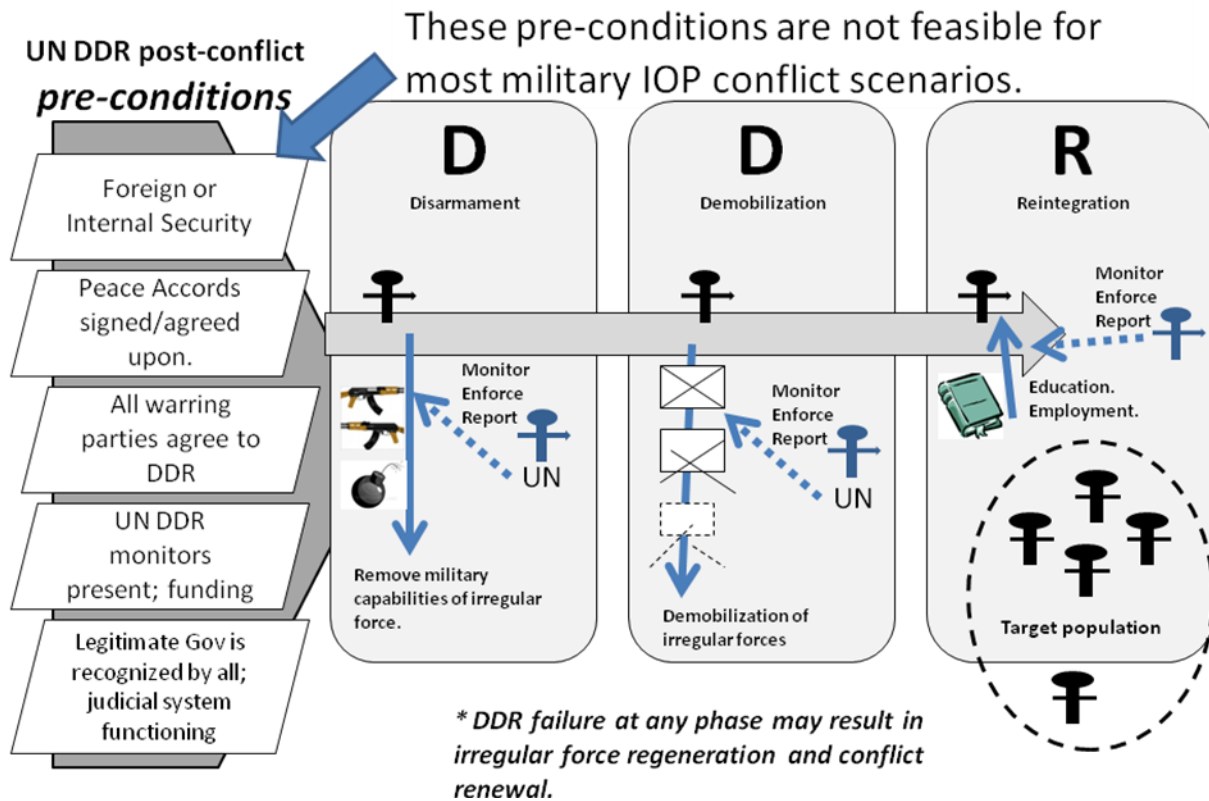 These pre-conditions are not feasible for
most military IOP conflict scenarios.
UN DDR post-conflict
pre-conditions
Foreign or
Internal Security
Peace Accords
signed/agreed
upon.
All warring
parties agree to
DDR
UN DDR
monitors
present; funding
Legitimate Gov is
recognized by all;
judicial system
functioning
D
Disarmament
Monitor
Enforce
Report
UN
Remove military
capabilities of irregular
force.
D
Demobilization
Monitor
Enforce
Report
UN
Demobilization of
irregular forces
R
Reintegration
Monitor
Enforce
Report
Education.
Employment.
Target population
* DDR failure at any phase may result in
irregular force regeneration and conflict
renewal.